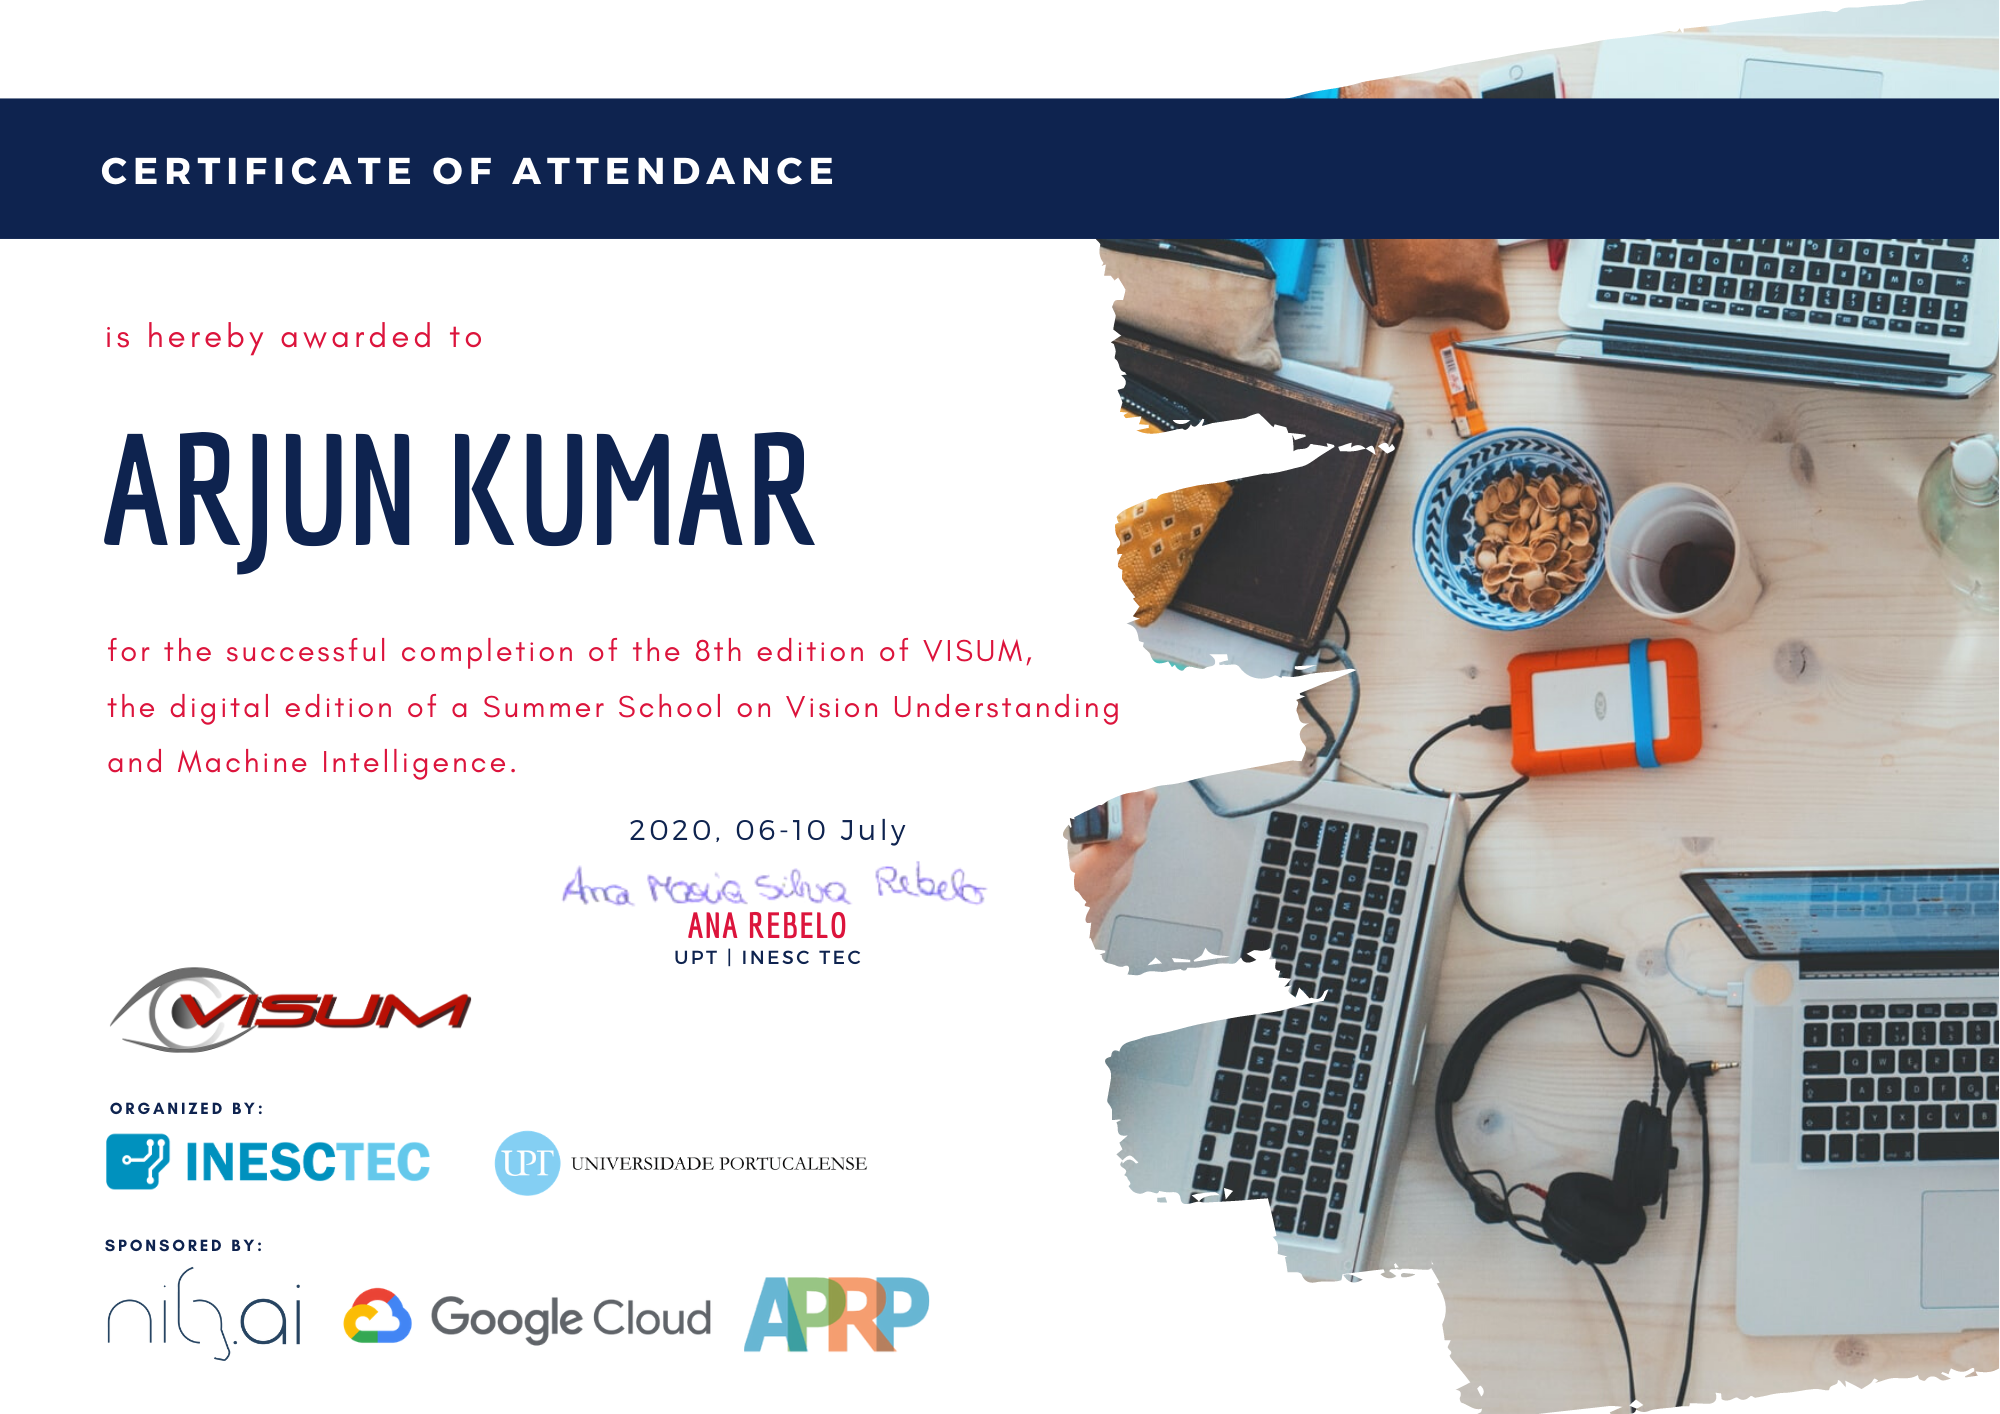 CERTIFICATE OF ATTENDANCE
is hereby awarded to
ARJUN KUMAR
for the successful completion of the 8th edition of VISUM,
the digital edition of a Summer School on Vision Understanding
and Machine Intelligence.
2020, 06-10 July
Ana Maria Silva Rebelo
ANA REBELO
UPT | INESC TEC
VISUM
ORGANIZED BY:
INESCTEC
UPT UNIVERSIDADE PORTUCALENSE
SPONSORED BY:
nilg.ai
Google Cloud
APRP